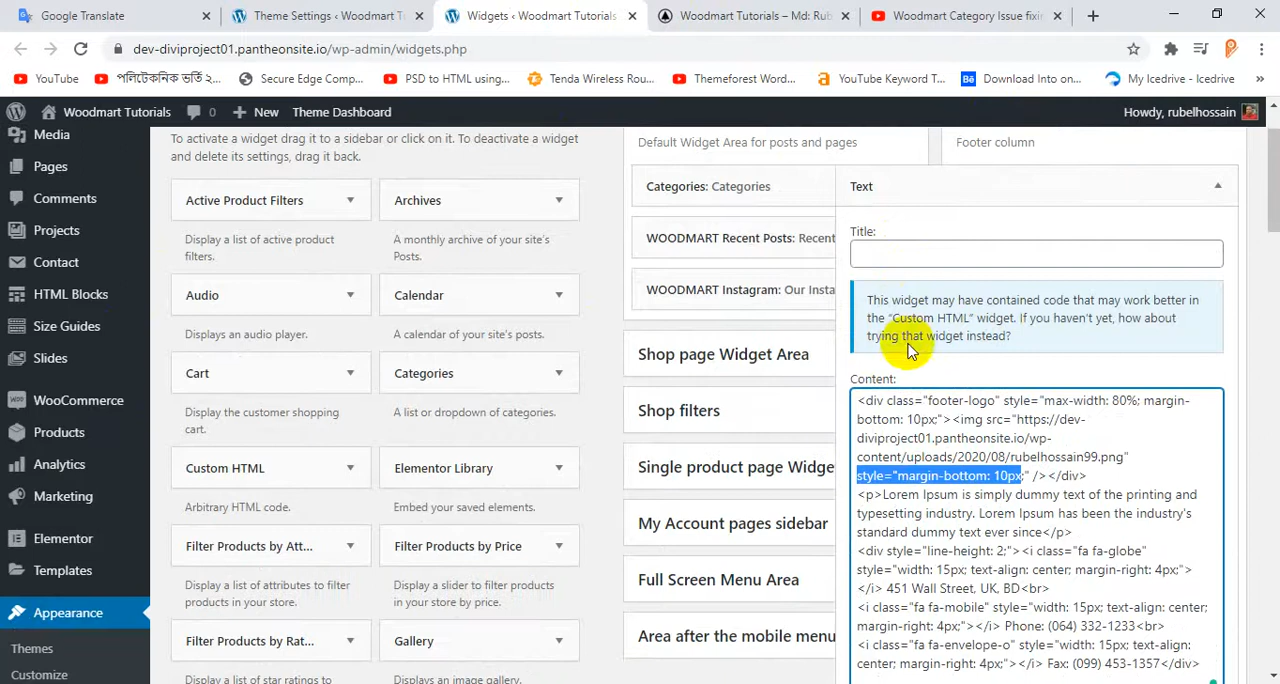 Google Translate
Theme Settings ‹ Woodmart T
Widgets ‹ Woodmart Tutorials
Woodmart Tutorials – Md: Rub
Woodmart Category Issue fixin
dev-diviproject01.pantheonsite.io/wp-admin/widgets.php
YouTube
পলিটেকনিক ভর্তি ২...
Secure Edge Comp...
PSD to HTML using...
Tenda Wireless Rou...
Themeforest Word...
YouTube Keyword T...
Download Into on...
My Icedrive - Icedrive
Woodmart Tutorials
0
New
Theme Dashboard
Howdy, rubelhossain
Media
Pages
Comments
Projects
Contact
HTML Blocks
Size Guides
Slides
WooCommerce
Products
Analytics
Marketing
Elementor
Templates
Appearance
Themes
Customize
To activate a widget drag it to a sidebar or click on it. To deactivate a widget
and delete its settings, drag it back.
Active Product Filters
Display a list of active product
filters.
Archives
A monthly archive of your site's
Posts.
Audio
Displays an audio player.
Calendar
A calendar of your site's posts.
Cart
Display the customer shopping
cart.
Categories
A list or dropdown of categories.
Custom HTML
Arbitrary HTML code.
Elementor Library
Embed your saved elements.
Filter Products by Att...
Display a list of attributes to filter
products in your store.
Filter Products by Price
Display a slider to filter products
in your store by price.
Filter Products by Rat...
Display a list of star ratings to
Gallery
Displays an image gallery.
Default Widget Area for posts and pages
Categories: Categories
WOODMART Recent Posts: Recent
WOODMART Instagram: Our Insta
Shop page Widget Area
Shop filters
Single product page Widge
My Account pages sidebar
Full Screen Menu Area
Area after the mobile menu
Footer column
Text
Title:
This widget may have contained code that may work better in
the “Custom HTML” widget. If you haven’t yet, how about
trying that widget instead?
Content:
<div class="footer-logo" style="max-width: 80%; margin-
bottom: 10px;"><img src="https://dev-
diviproject01.pantheonsite.io/wp-
content/uploads/2020/08/rubelhossain99.png"
style="margin-bottom: 10px;" /></div>
<p>Lorem Ipsum is simply dummy text of the printing and
typesetting industry. Lorem Ipsum has been the industry's
standard dummy text ever since</p>
<div style="line-height: 2;"><i class="fa fa-globe"
style="width: 15px; text-align: center; margin-right: 4px;">
</i> 451 Wall Street, UK, BD<br>
<i class="fa fa-mobile" style="width: 15px; text-align: center;
margin-right: 4px;"></i> Phone: (064) 332-1233<br>
<i class="fa fa-envelope-o" style="width: 15px; text-align:
center; margin-right: 4px;"></i> Fax: (099) 453-1357</div>